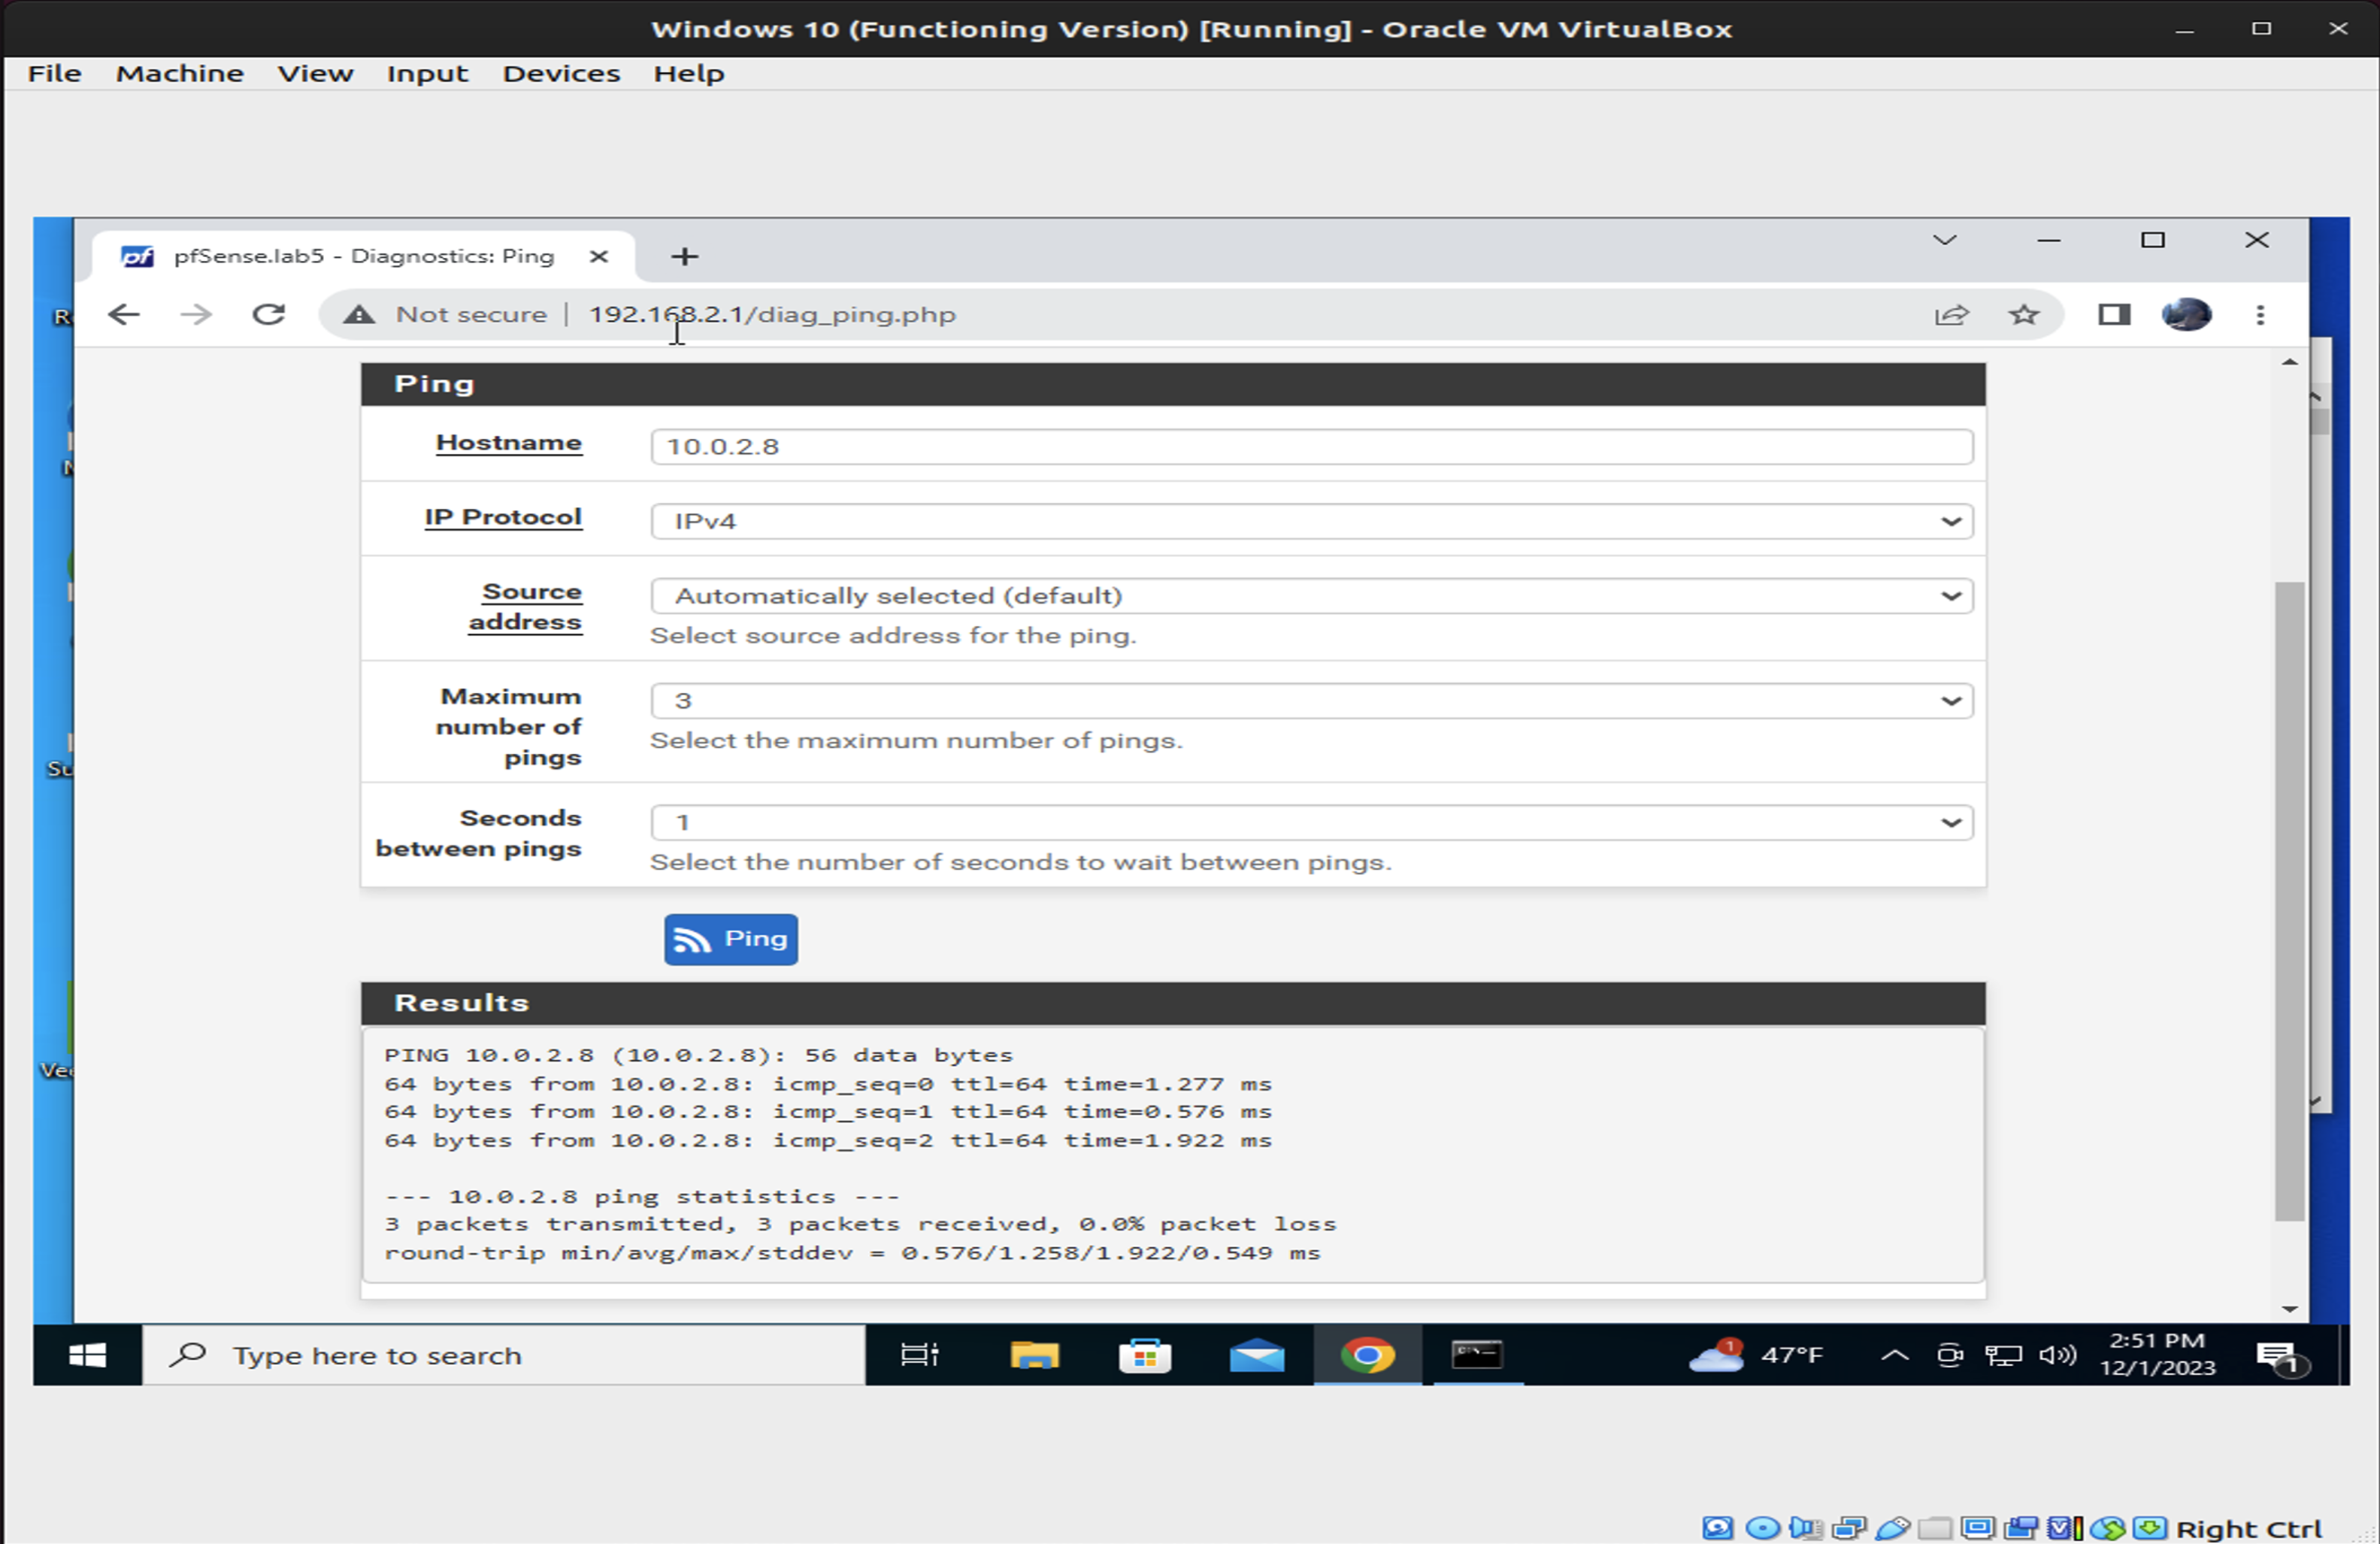 Windows 10 (Functioning Version) [Running] - Oracle VM VirtualBox
File Machine View Input Devices Help
pfSense.lab5 - Diagnostics: Ping
Not secure | 192.168.2.1/diag_ping.php
Ping
Hostname 10.0.2.8
IP Protocol IPv4
Source address Automatically selected (default)
Select source address for the ping.
Maximum number of pings 3
Select the maximum number of pings.
Seconds between pings 1
Select the number of seconds to wait between pings.
Ping
Results
PING 10.0.2.8 (10.0.2.8): 56 data bytes
64 bytes from 10.0.2.8: icmp_seq=0 ttl=64 time=1.277 ms
64 bytes from 10.0.2.8: icmp_seq=1 ttl=64 time=0.576 ms
64 bytes from 10.0.2.8: icmp_seq=2 ttl=64 time=1.922 ms
--- 10.0.2.8 ping statistics ---
3 packets transmitted, 3 packets received, 0.0% packet loss
round-trip min/avg/max/stddev = 0.576/1.258/1.922/0.549 ms
Type here to search
1 47°F
2:51 PM
12/1/2023
1
Right Ctrl